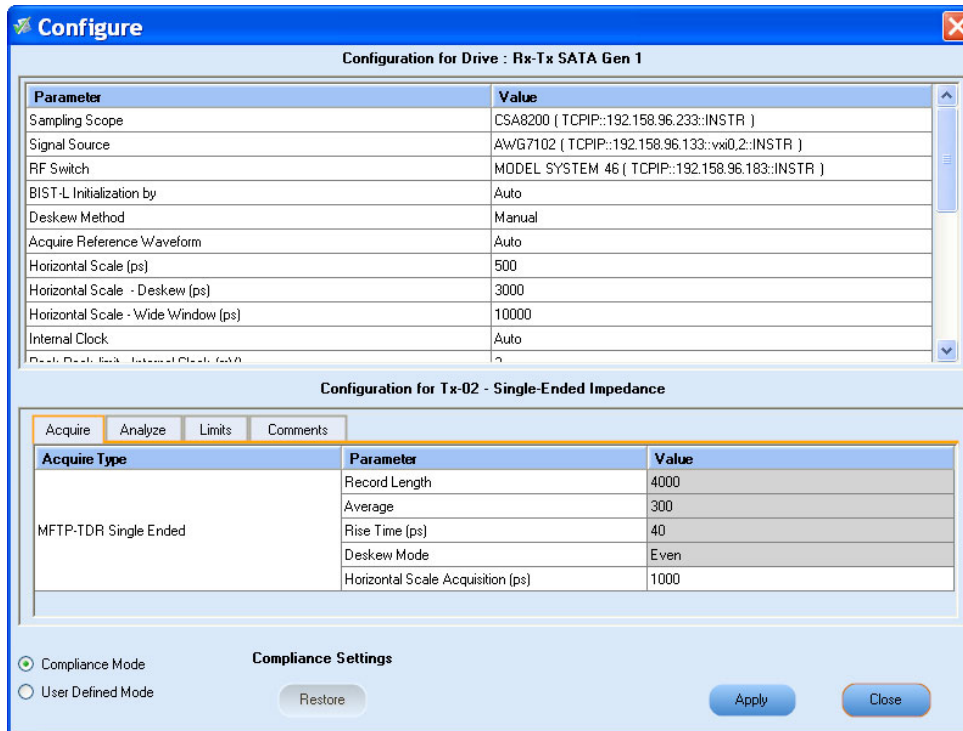 Configure
Configuration for Drive : Rx-Tx SATA Gen 1
Parameter Value
Sampling Scope CSA8200 ( TCPIP::192.158.96.233::INSTR )
Signal Source AWG7102 ( TCPIP::192.158.96.133::vxi0,2::INSTR )
RF Switch MODEL SYSTEM 46 ( TCPIP::192.158.96.183::INSTR )
BIST-L Initialization by Auto
Deskew Method Manual
Acquire Reference Waveform Auto
Horizontal Scale (ps) 500
Horizontal Scale - Deskew (ps) 3000
Horizontal Scale - Wide Window (ps) 10000
Internal Clock Auto
Configuration for Tx-02 - Single-Ended Impedance
Acquire Analyze Limits Comments
Acquire Type Parameter Value
MFTP-TDR Single Ended
Record Length 4000
Average 300
Rise Time (ps) 40
Deskew Mode Even
Horizontal Scale Acquisition (ps) 1000
Compliance Mode
User Defined Mode
Compliance Settings
Restore
Apply
Close